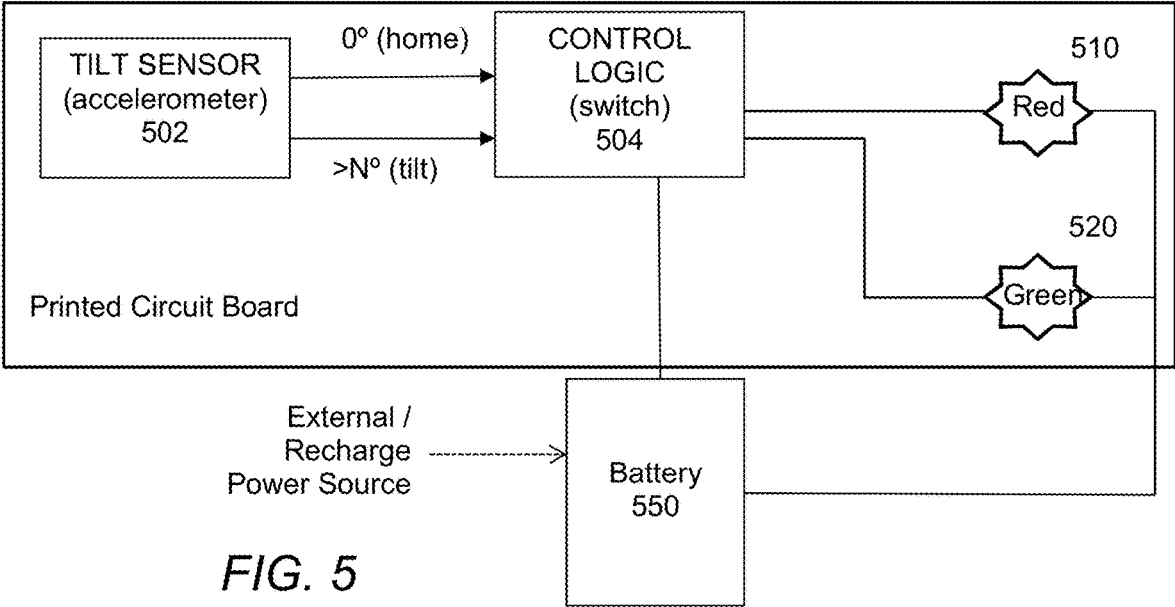 TILT SENSOR
(accelerometer)
502
0º (home)
>Nº (tilt)
CONTROL
LOGIC
(switch)
504
510
Red
520
Green
Printed Circuit Board
External /
Recharge
Power Source
Battery
550
FIG. 5